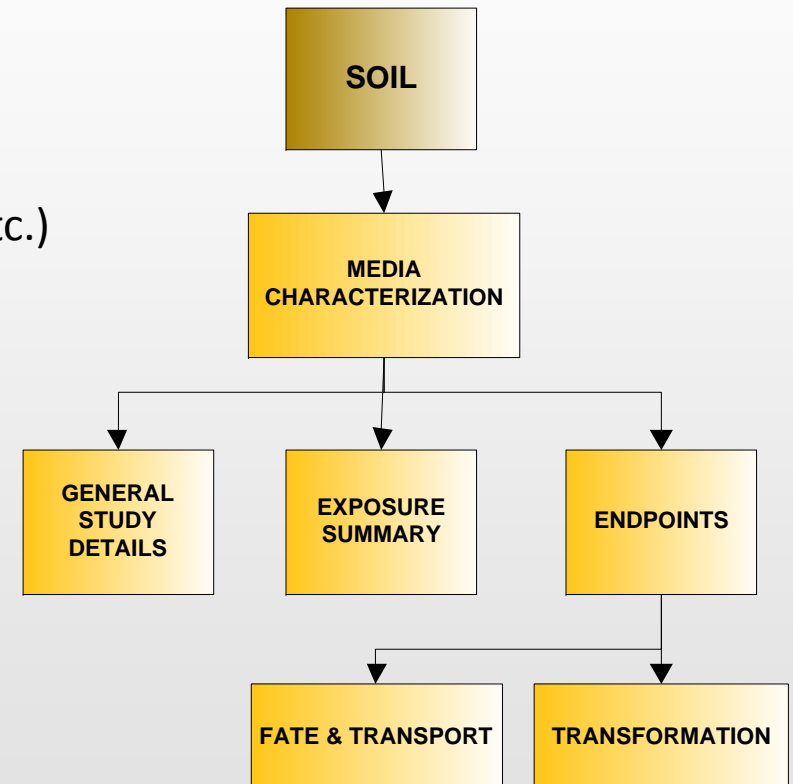 SOIL
tc.)
MEDIA
CHARACTERIZATION
GENERAL
STUDY
DETAILS
EXPOSURE
SUMMARY
ENDPOINTS
FATE & TRANSPORT
TRANSFORMATION